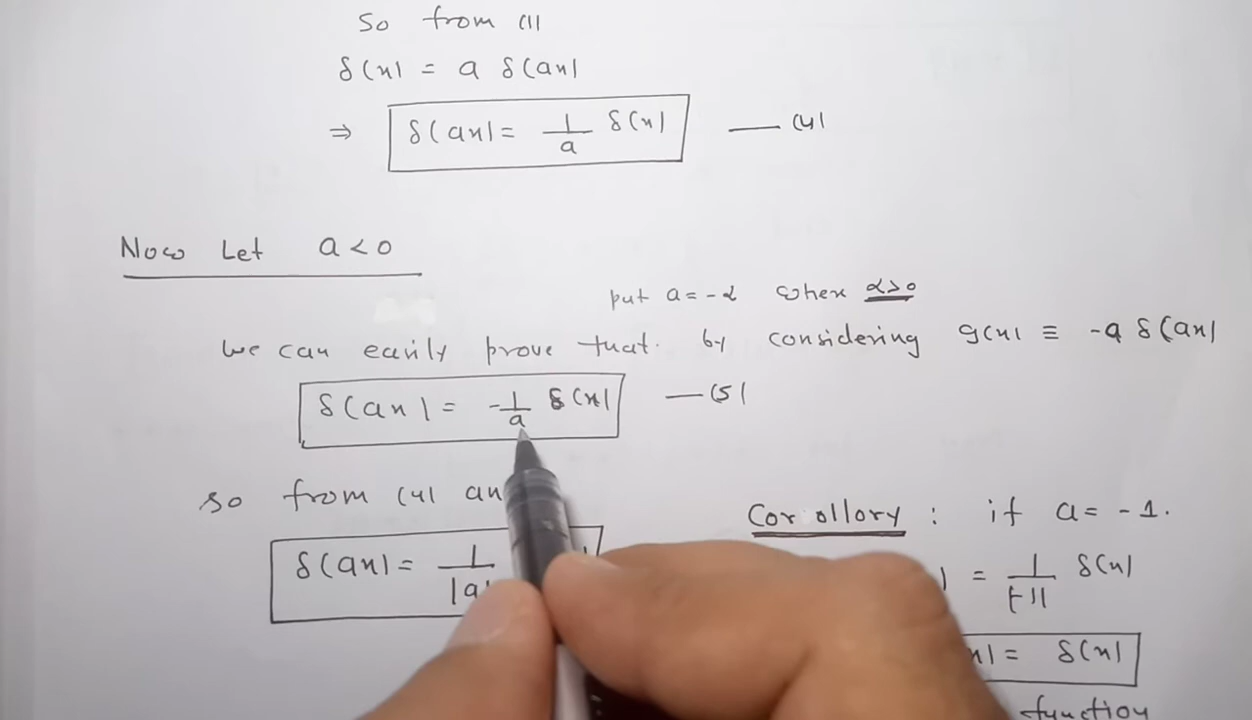 So from (1)
δ(x) = a δ(ax)
⇒ δ(ax) = 1/a δ(x) — (4)
Now Let a<0
put a = -α when α>0
we can easily prove that by considering g(x) ≡ -a δ(ax)
δ(ax) = -1/a δ(x) — (5)
so from (4) an
δ(ax) = 1/|a|
Corollory : if a = -1.
) = 1/|-1| δ(x)
x) = δ(x)
function